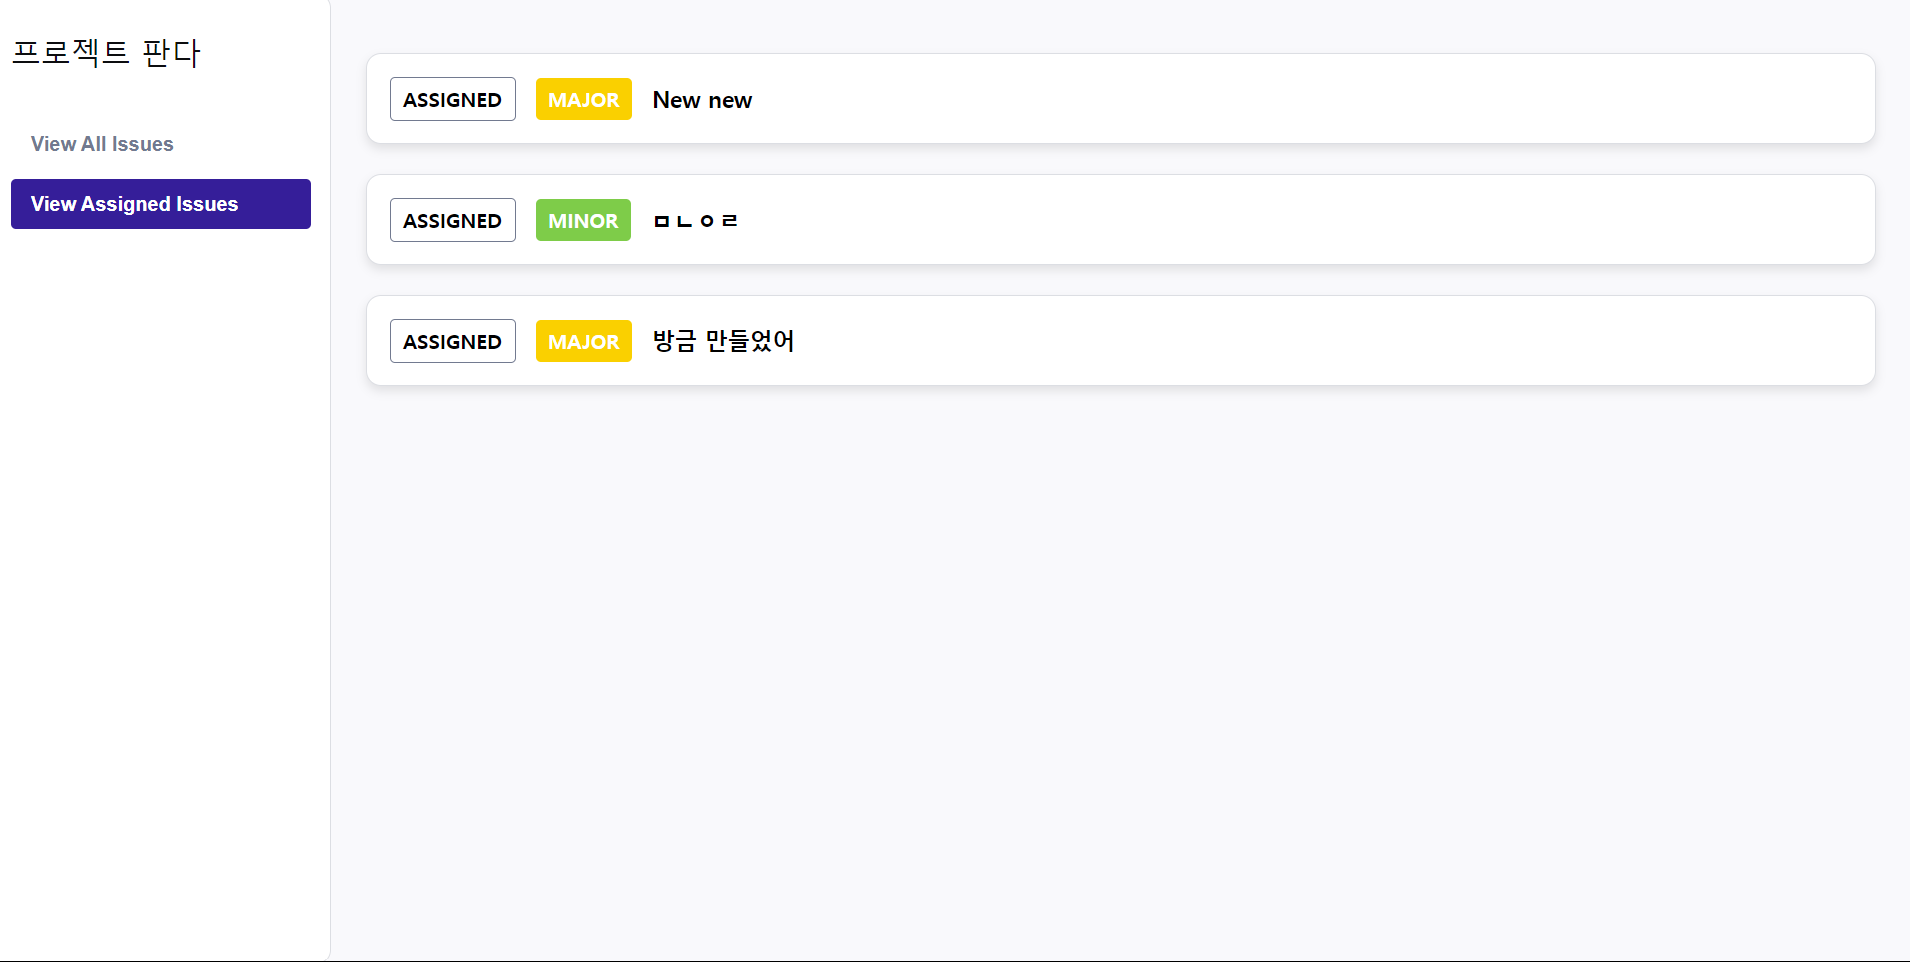 프로젝트 판다
View All Issues
View Assigned Issues
ASSIGNED MAJOR New new
ASSIGNED MINOR ㅁㄴㅇㄹ
ASSIGNED MAJOR 방금 만들었어